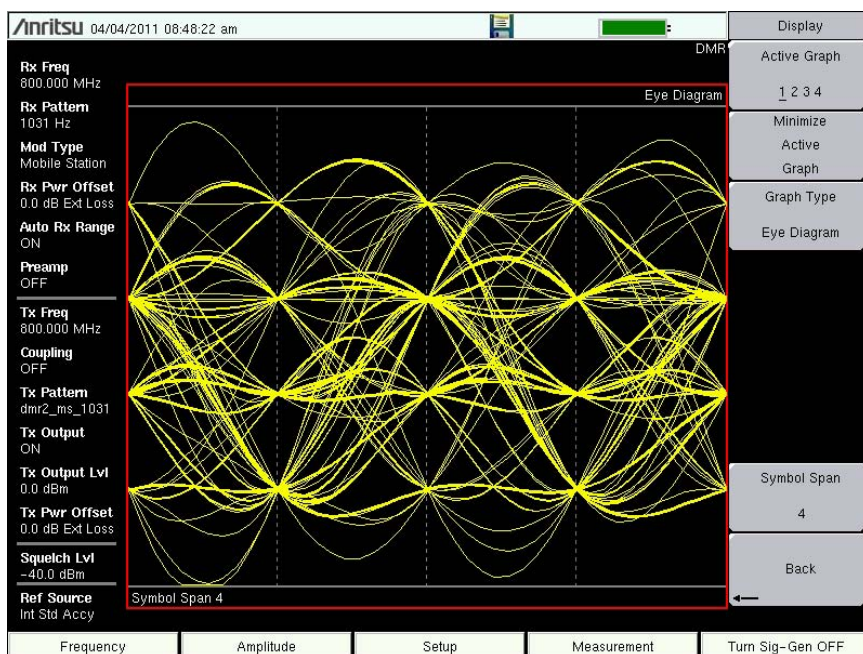 Anritsu 04/04/2011 08:48:22 am
DMR
Rx Freq
800.000 MHz
Rx Pattern
1031 Hz
Mod Type
Mobile Station
Rx Pwr Offset
0.0 dB Ext Loss
Auto Rx Range
ON
Preamp
OFF
Tx Freq
800.000 MHz
Coupling
OFF
Tx Pattern
dmr2_ms_1031
Tx Output
ON
Tx Output Lvl
0.0 dBm
Tx Pwr Offset
0.0 dB Ext Loss
Squelch Lvl
-40.0 dBm
Ref Source
Int Std Accy
Eye Diagram
Symbol Span 4
Display
Active Graph
1 2 3 4
Minimize
Active
Graph
Graph Type
Eye Diagram
Symbol Span
4
Back
Frequency
Amplitude
Setup
Measurement
Turn Sig-Gen OFF